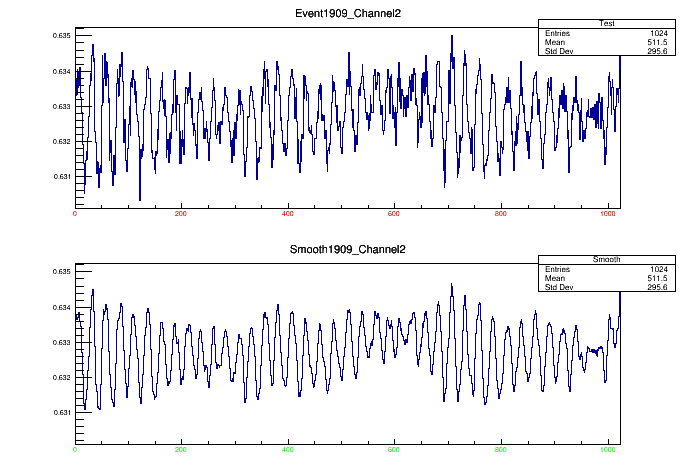 Event1909_Channel2
Test
Entries 1024
Mean 511.5
Std Dev 295.6
0.635
0.634
0.633
0.632
0.631
0 200 400 600 800 1000
Smooth1909_Channel2
Smooth
Entries 1024
Mean 511.5
Std Dev 295.6
0.635
0.634
0.633
0.632
0.631
0 200 400 600 800 1000